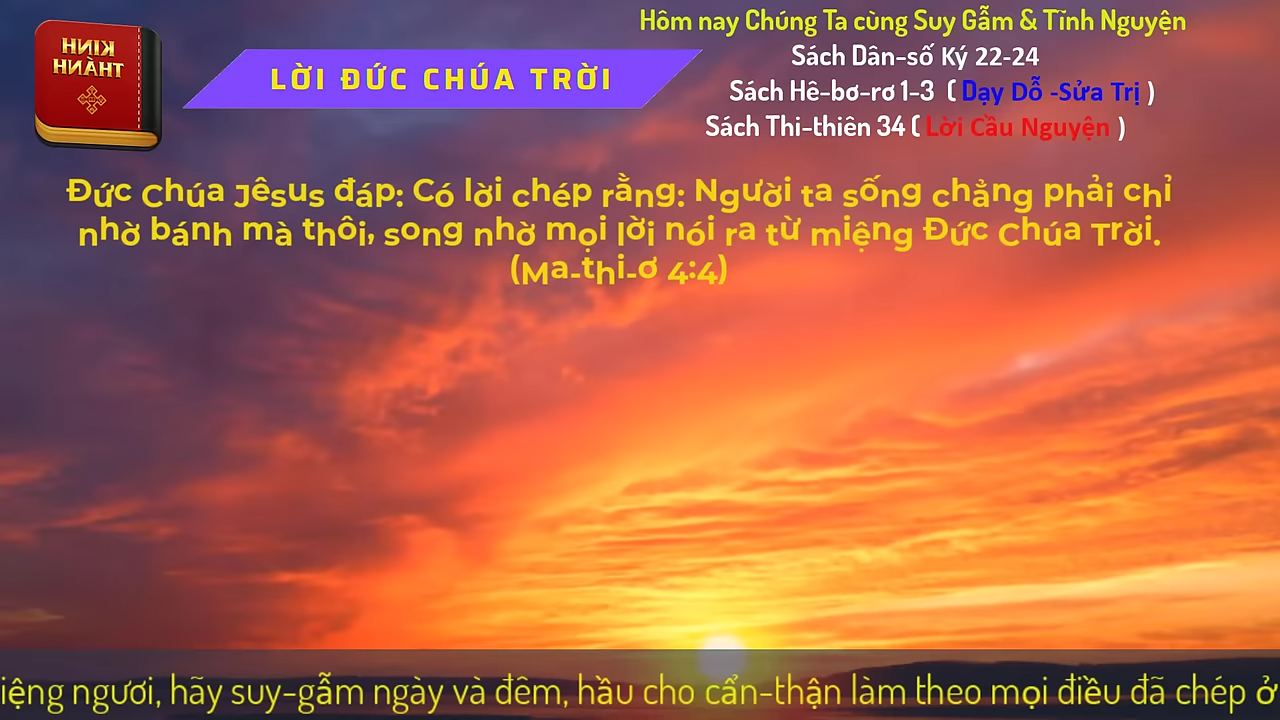 KINH
THÁNH
LỜI ĐỨC CHÚA TRỜI
Hôm nay Chúng Ta cùng Suy Gẫm & Tĩnh Nguyện
Sách Dân-số Ký 22-24
Sách Hê-bơ-rơ 1-3 ( Dạy Dỗ -Sửa Trị )
Sách Thi-thiên 34 ( Lời Cầu Nguyện )
Đức Chúa Jêsus đáp: Có lời chép rằng: Người ta sống chẳng phải chỉ
nhờ bánh mà thôi, song nhờ mọi lời nói ra từ miệng Đức Chúa Trời.
(Ma-thi-ơ 4:4)
iệng ngươi, hãy suy-gẫm ngày và đêm, hầu cho cẩn-thận làm theo mọi điều đã chép ở